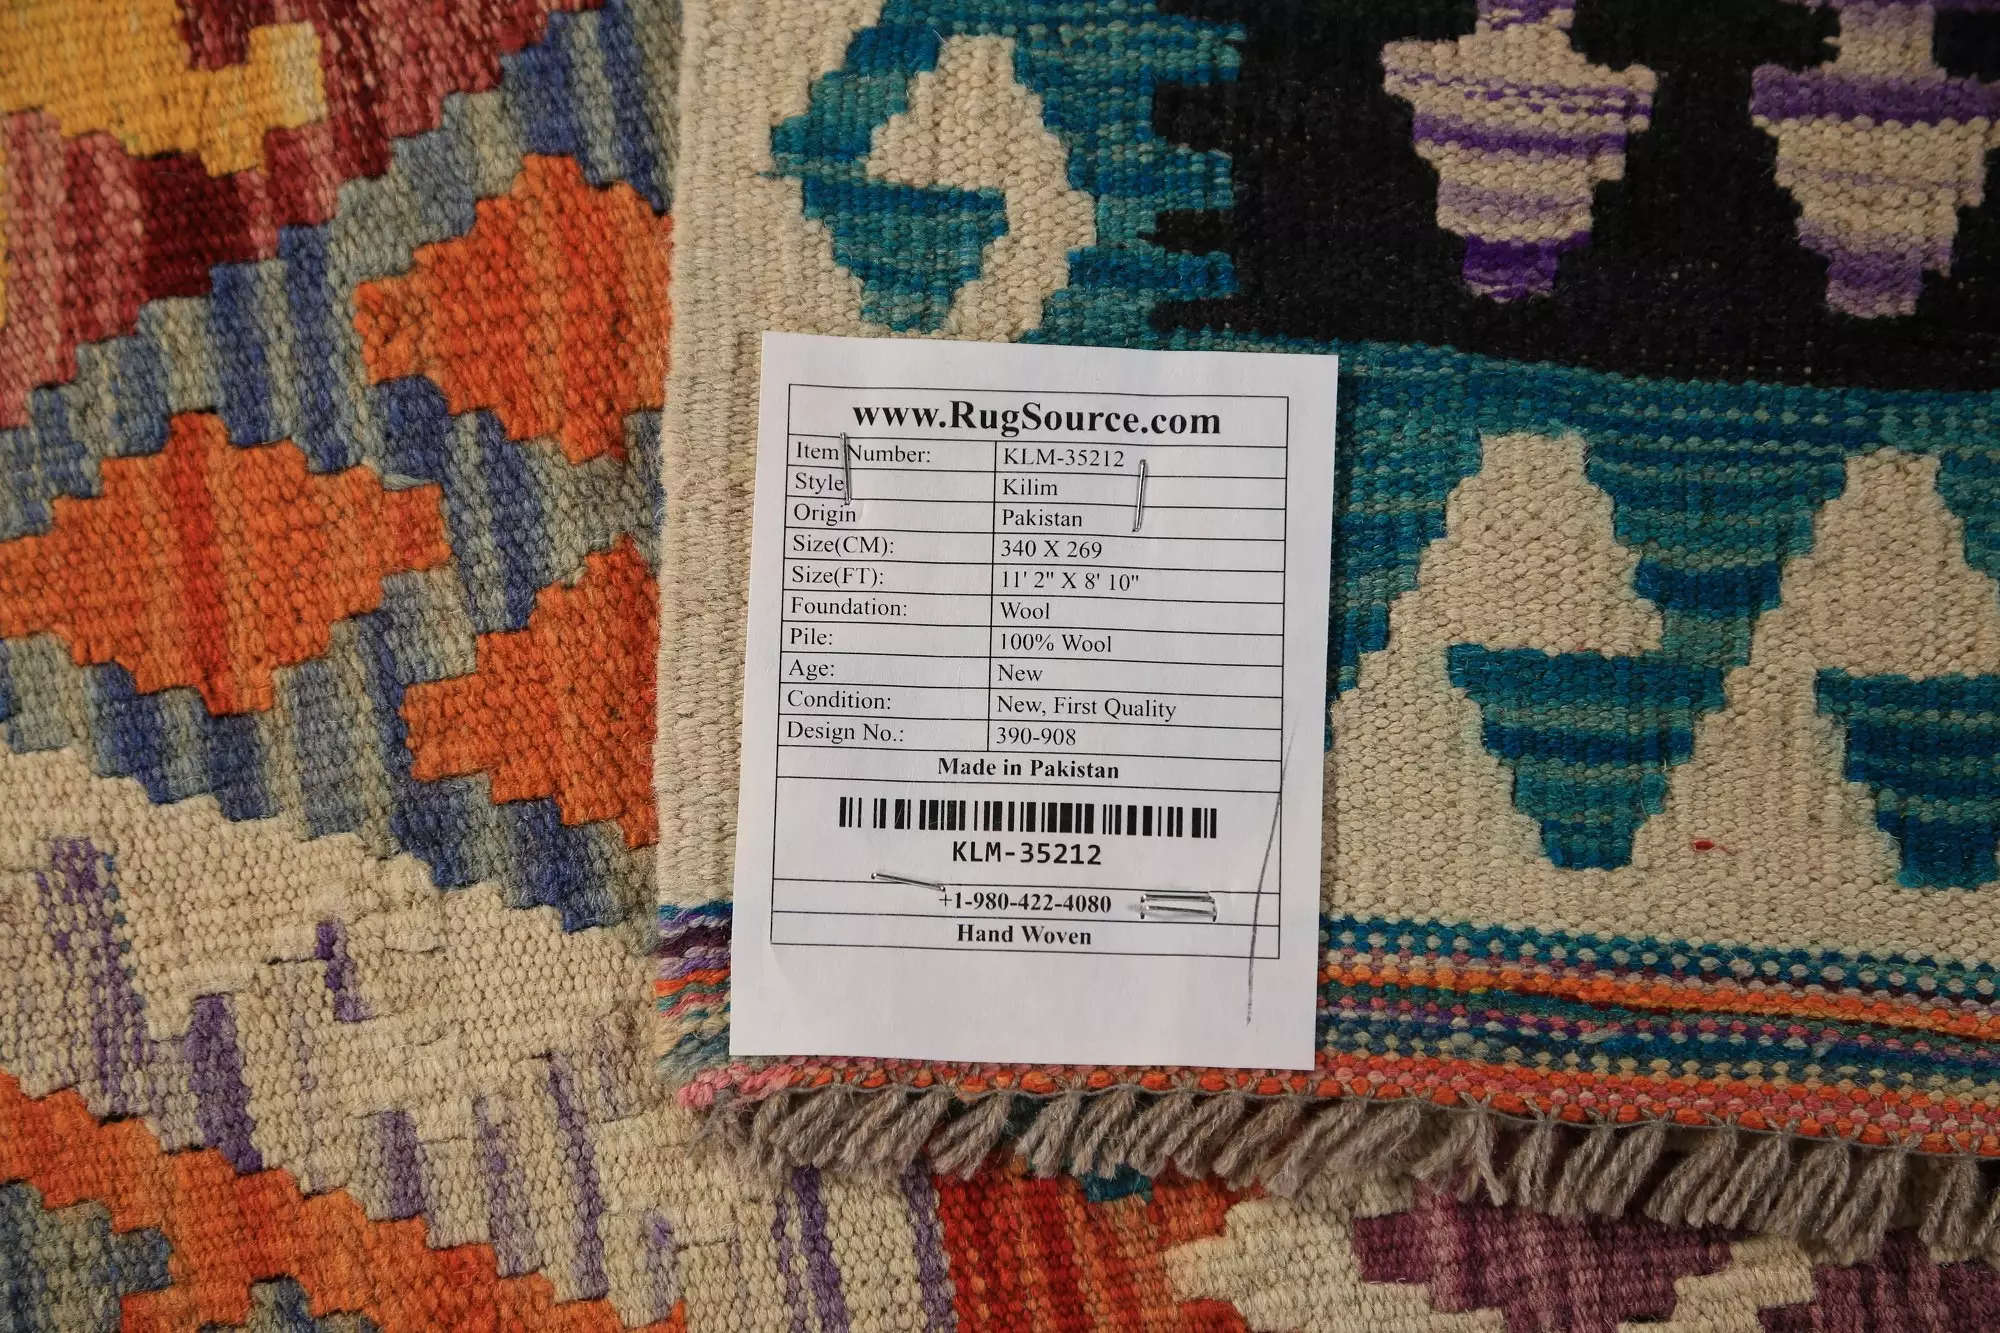 www.RugSource.com
Item Number: KLM-35212
Style Kilim
Origin Pakistan
Size(CM): 340 X 269
Size(FT): 11' 2" X 8' 10"
Foundation: Wool
Pile: 100% Wool
Age: New
Condition: New, First Quality
Design No.: 390-908
Made in Pakistan
KLM-35212
+1-980-422-4080
Hand Woven